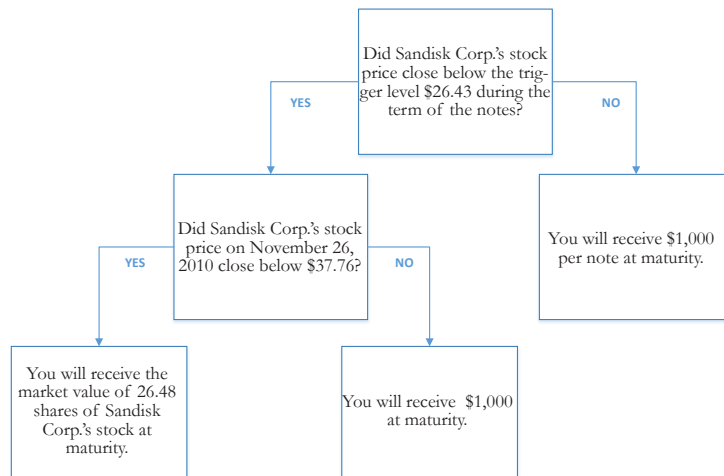 Did Sandisk Corp.'s stock
price close below the trig-
ger level $26.43 during the
term of the notes?
YES
NO
Did Sandisk Corp.'s stock
price on November 26,
2010 close below $37.76?
You will receive $1,000
per note at maturity.
YES
NO
You will receive the
market value of 26.48
shares of Sandisk
Corp.'s stock at
maturity.
You will receive $1,000
at maturity.